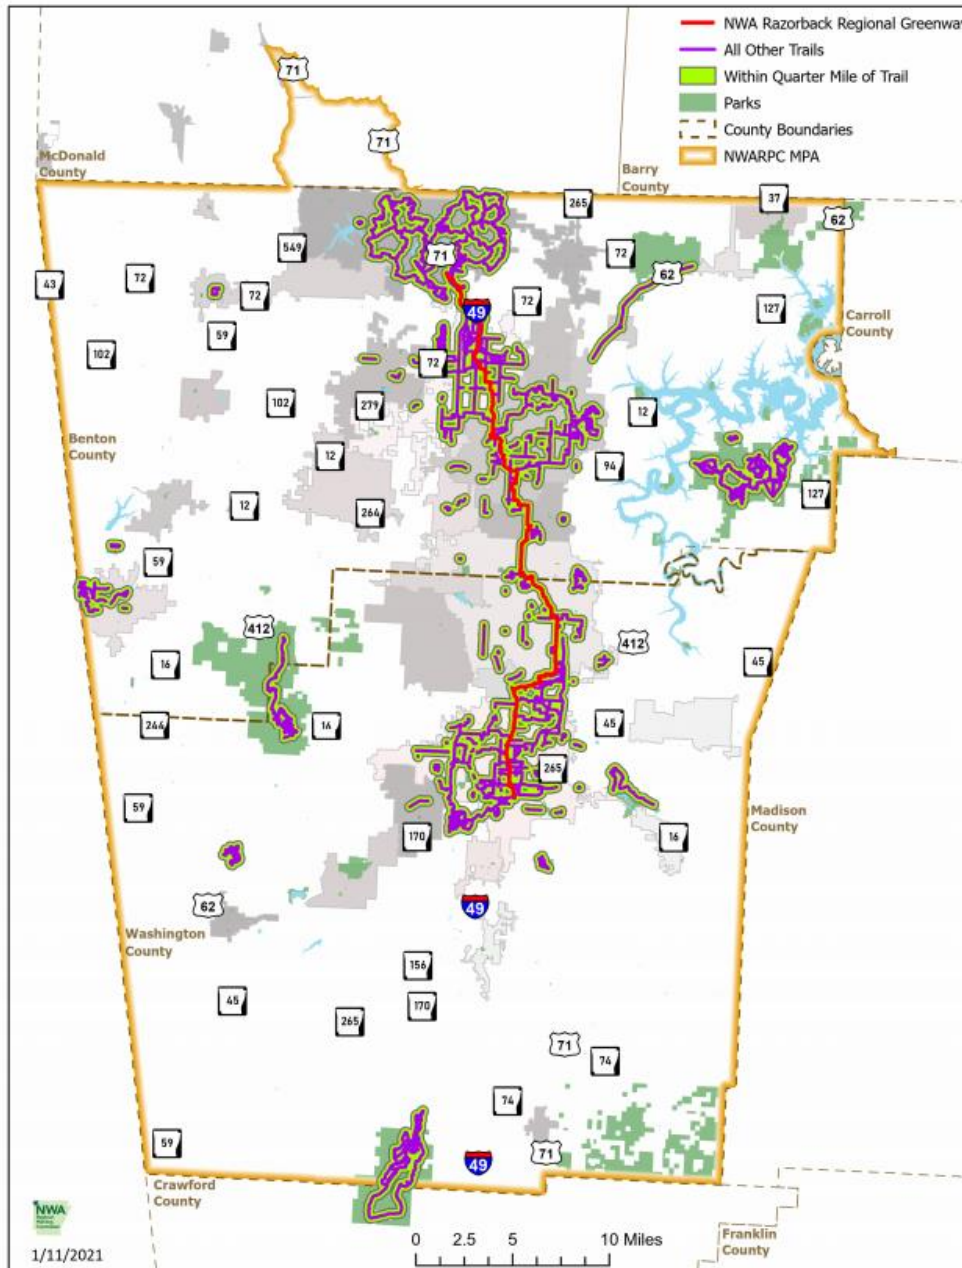 NWA Razorback Regional Greenway
All Other Trails
Within Quarter Mile of Trail
Parks
County Boundaries
NWARPC MPA
71
71
McDonald
County
Barry
County
37
265
62
549
71
72
43
72
72
62
49
72
127
Carroll
County
59
102
72
102
279
12
Benton
County
12
94
12
264
127
59
412
412
16
45
244
16
45
265
59
Madison
County
170
16
62
49
Washington
County
156
45
170
265
71
74
74
59
49
71
Crawford
County
Franklin
County
NWA
1/11/2021
0 2.5 5 10 Miles